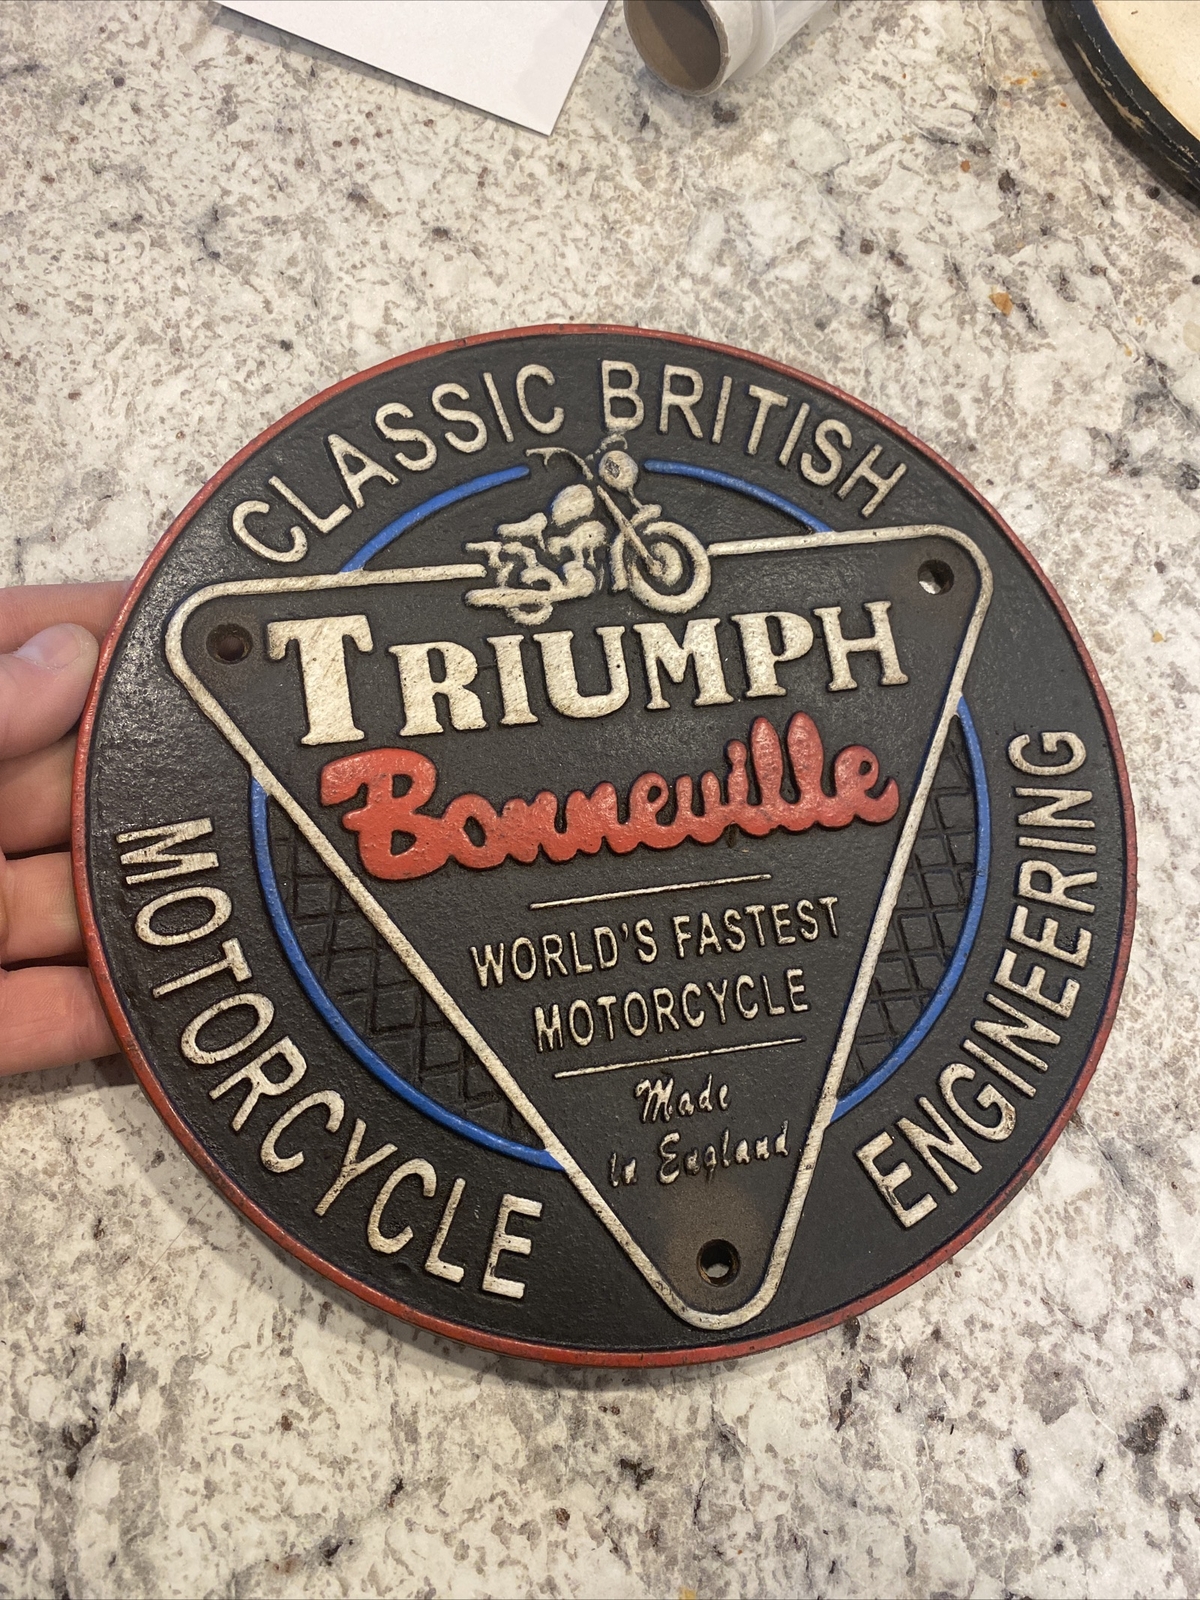 CLASSIC BRITISH
TRIUMPH
Bonneville
WORLD'S FASTEST
MOTORCYCLE
Made
In England
MOTORCYCLE
ENGINEERING